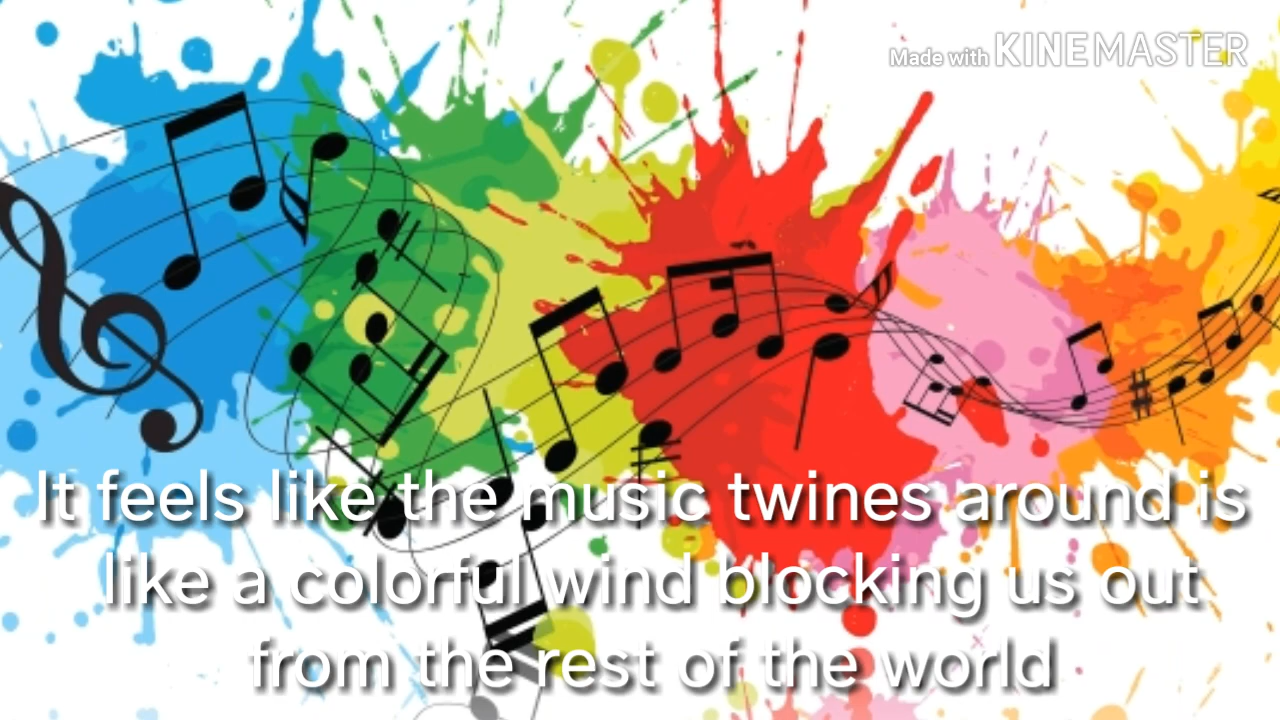 Made with KINEMASTER
It feels like the music twines around is
like a colorful wind blocking us out
from the rest of the world